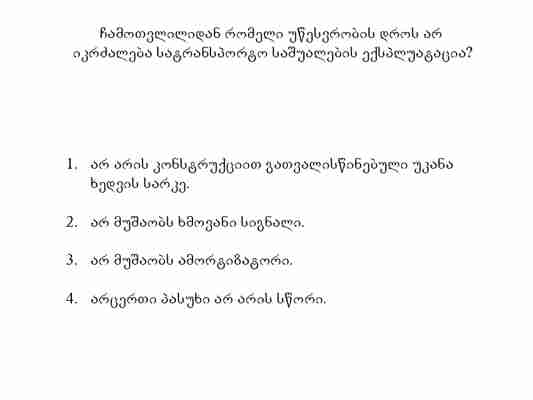 ჩამოთვლილიდან რომელი უწესვრობის დროს არ
იკრძალება სატრანსპორტო საშუალების ექსპლუატაცია?
1. არ არის კონსტრუქციით გათვალისწინებული უკანა
ხედვის სარკე.
2. არ მუშაობს ხმოვანი სიგნალი.
3. არ მუშაობს ამორტიზატორი.
4. არცერთი პასუხი არ არის სწორი.